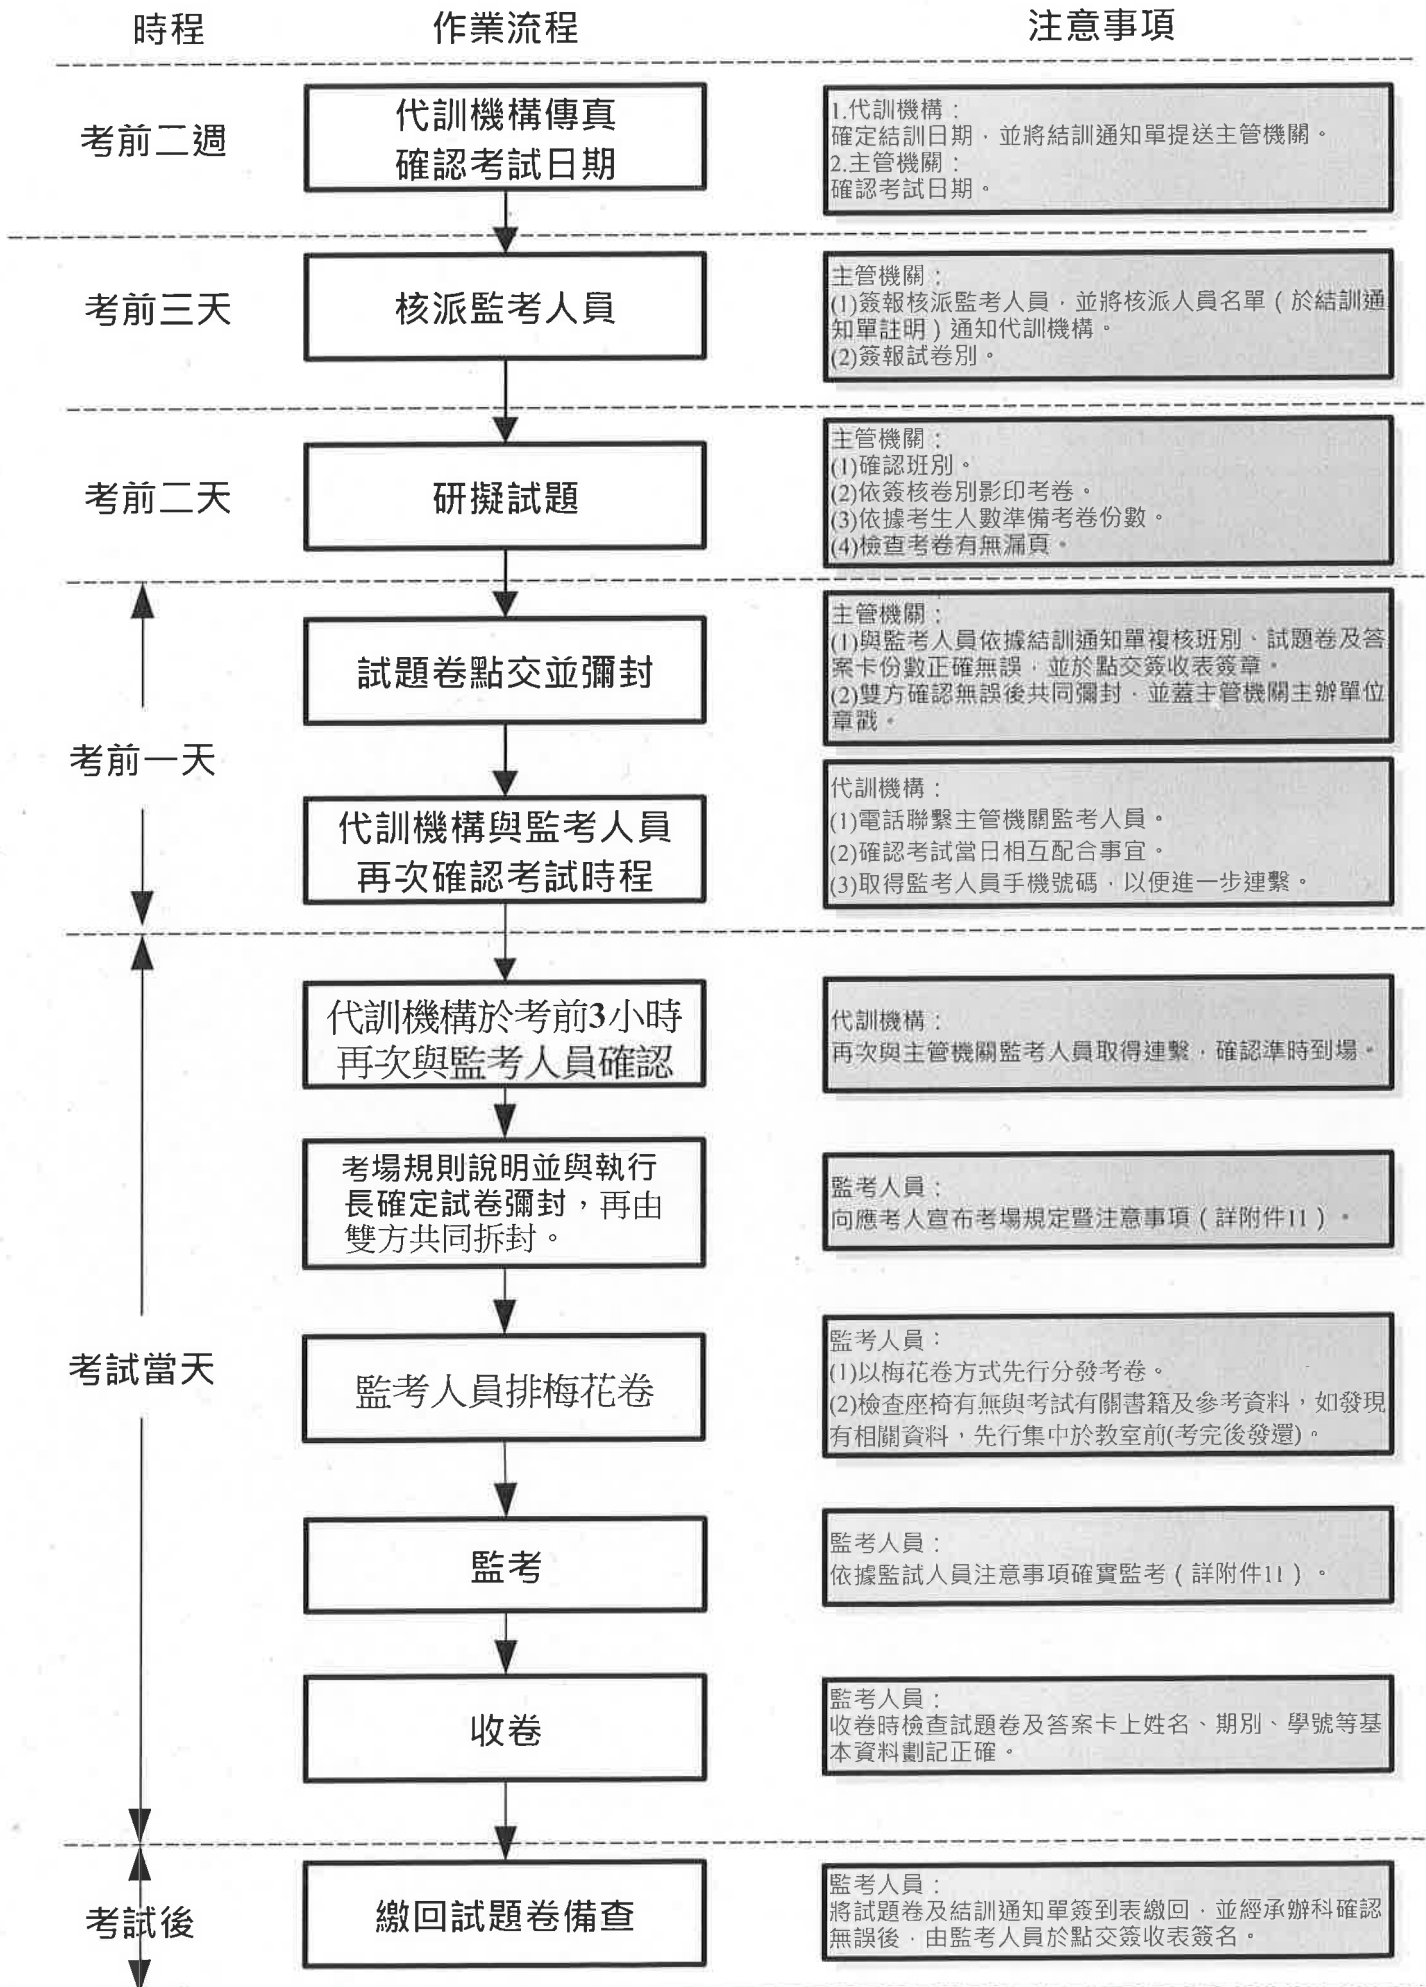 時程 作業流程 注意事項
考前二週
代訓機構傳真
確認考試日期
1.代訓機構：
確定結訓日期，並將結訓通知單提送主管機關。
2.主管機關：
確認考試日期。
考前三天
核派監考人員
主管機關：
(1)簽報核派監考人員，並將核派人員名單（於結訓通
知單註明）通知代訓機構。
(2)簽報試卷別。
考前二天
研擬試題
主管機關：
(1)確認班別。
(2)依簽核卷別影印考卷。
(3)依據考生人數準備考卷份數。
(4)檢查考卷有無漏頁。
考前一天
試題卷點交並彌封
主管機關：
(1)與監考人員依據結訓通知單複核班別、試題卷及答
案卡份數正確無誤，並於點交簽收表簽章。
(2)雙方確認無誤後共同彌封，並蓋主管機關主辦單位
章戳。
代訓機構與監考人員
再次確認考試時程
代訓機構：
(1)電話聯繫主管機關監考人員。
(2)確認考試當日相互配合事宜。
(3)取得監考人員手機號碼，以便進一步連繫。
考試當天
代訓機構於考前3小時
再次與監考人員確認
代訓機構：
再次與主管機關監考人員取得連繫，確認準時到場。
考場規則說明並與執行
長確定試卷彌封，再由
雙方共同拆封。
監考人員：
向應考人宣布考場規定暨注意事項（詳附件11）。
監考人員排梅花卷
監考人員：
(1)以梅花卷方式先行分發考卷。
(2)檢查座椅有無與考試有關書籍及參考資料，如發現
有相關資料，先行集中於教室前(考完後發還)。
監考
監考人員：
依據監試人員注意事項確實監考（詳附件11）。
收卷
監考人員：
收卷時檢查試題卷及答案卡上姓名、期別、學號等基
本資料劃記正確。
考試後
繳回試題卷備查
監考人員：
將試題卷及結訓通知單簽到表繳回，並經承辦科確認
無誤後，由監考人員於點交簽收表簽名。